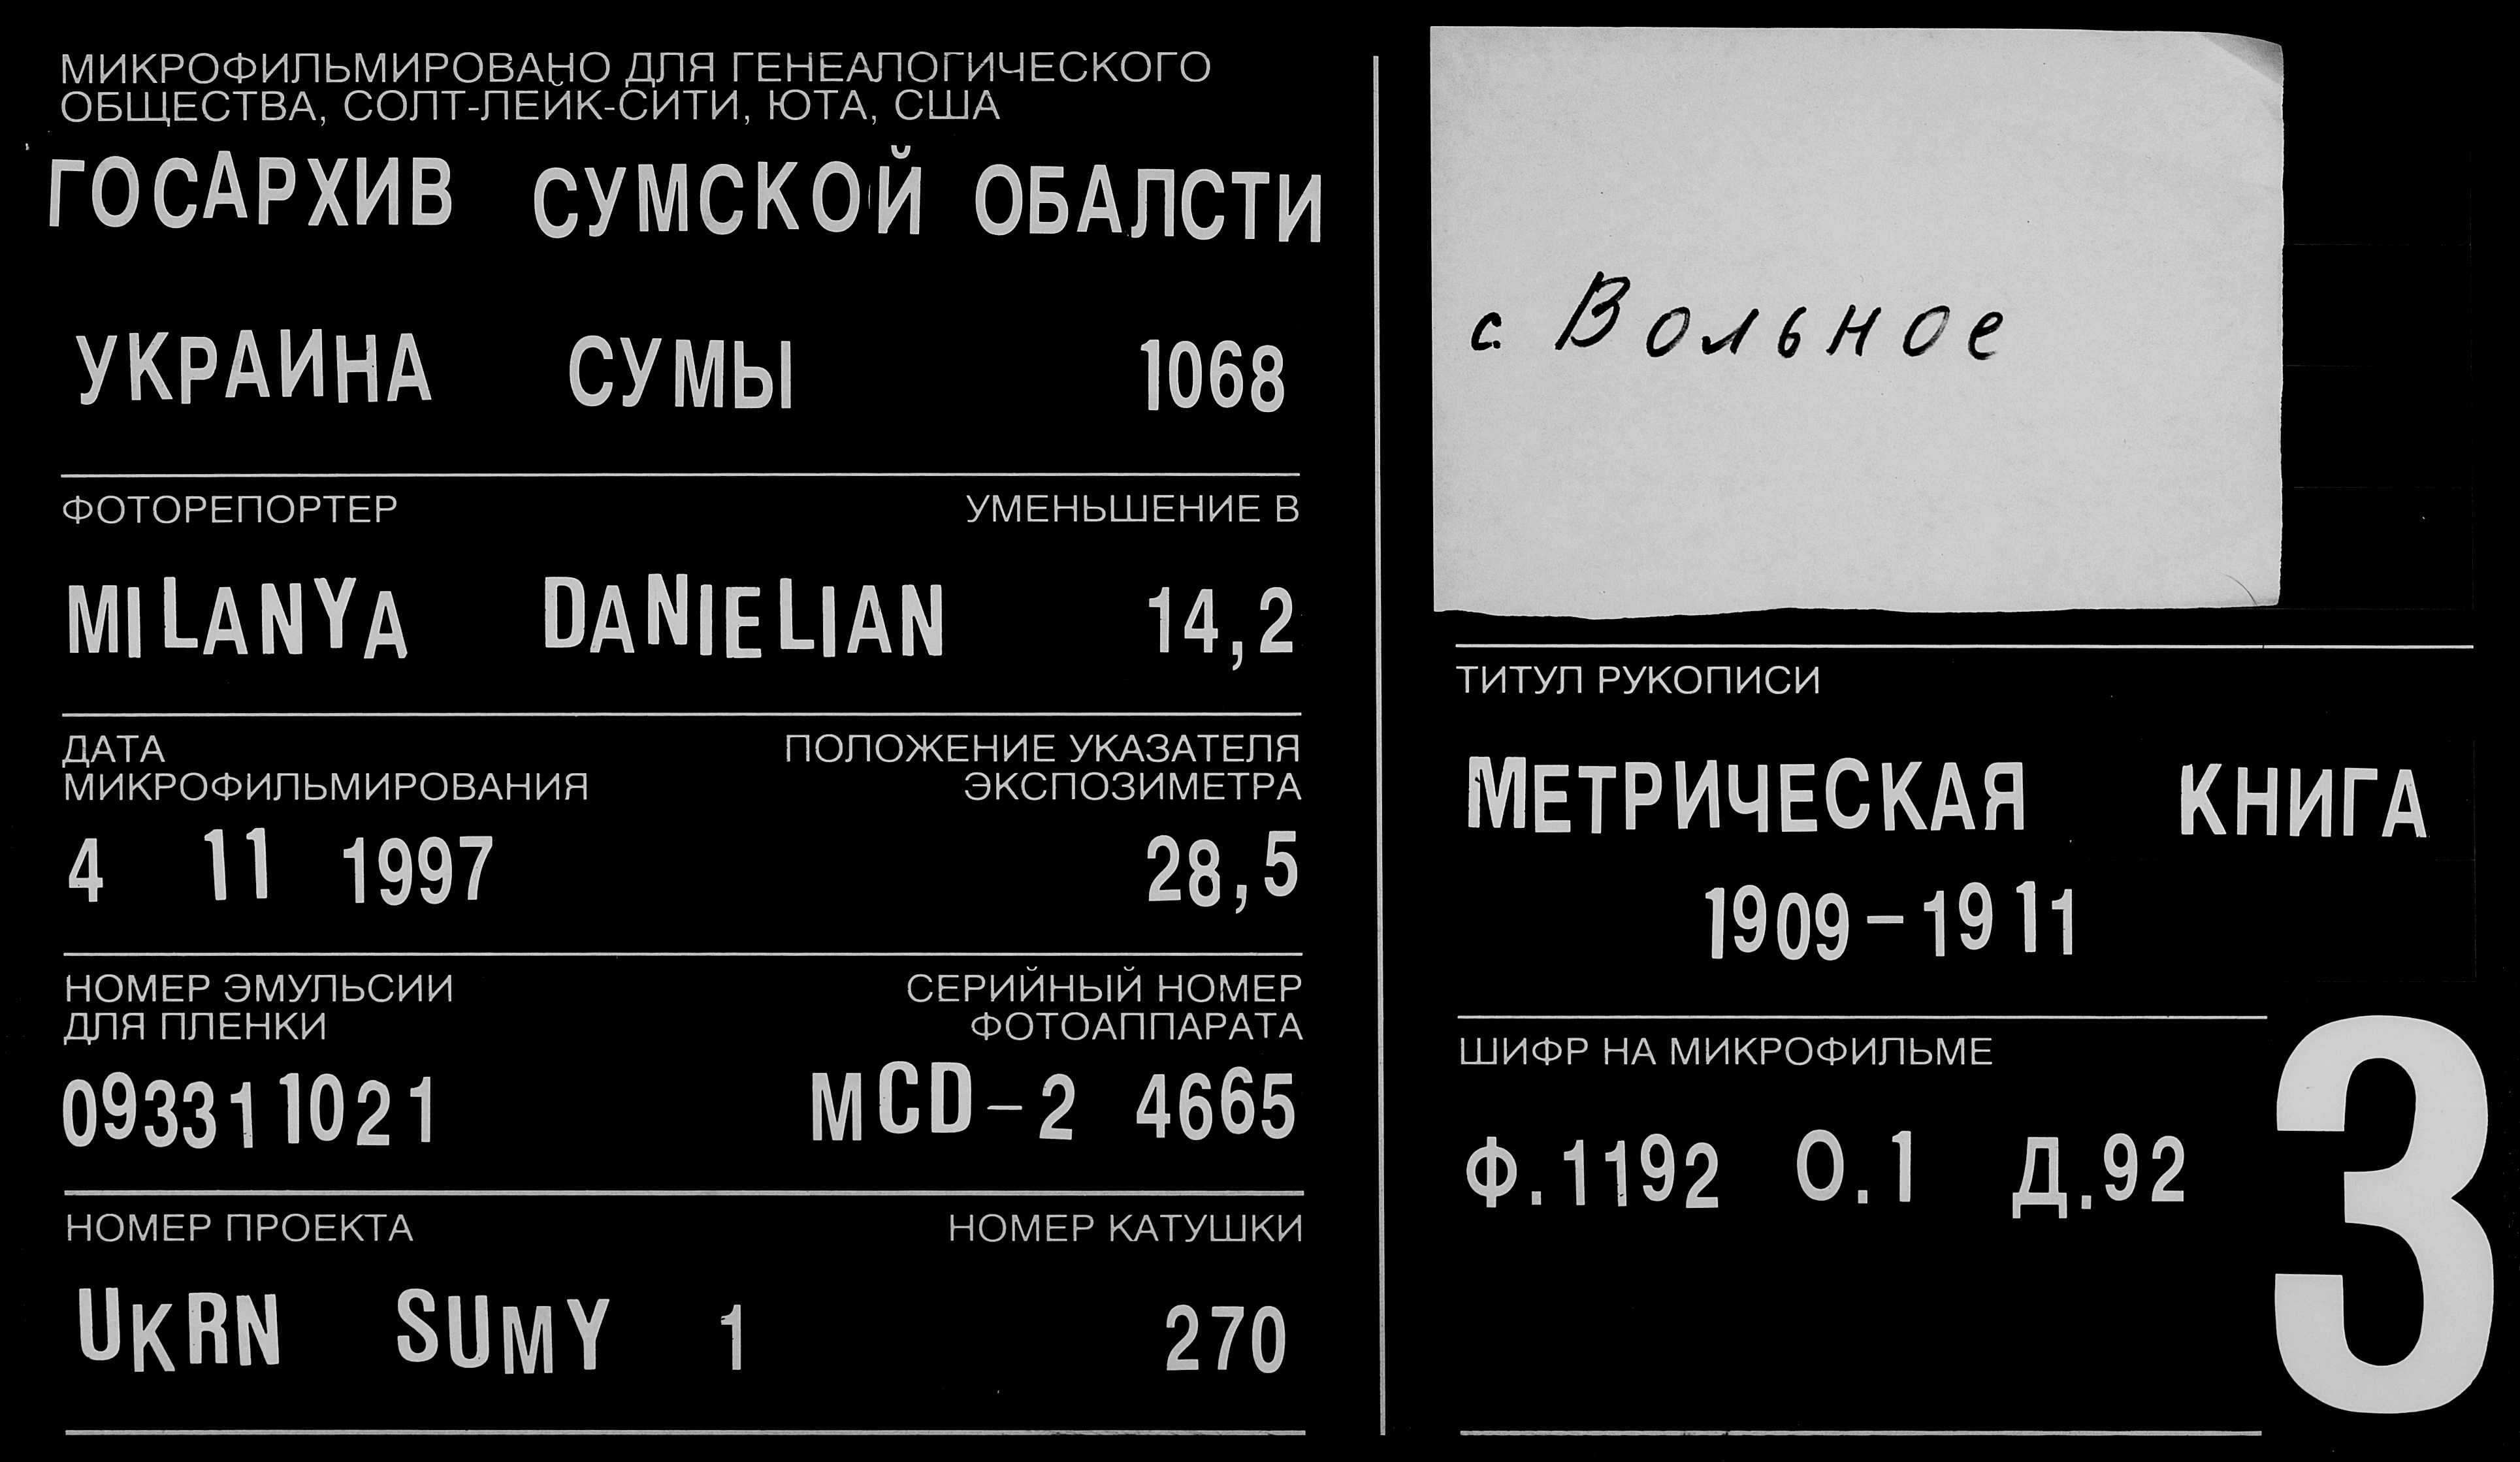 МИКРОФИЛЬМИРОВАНО ДЛЯ ГЕНЕАЛОГИЧЕСКОГО
ОБЩЕСТВА, СОЛТ-ЛЕЙК-СИТИ, ЮТА, США
ГОСАРХИВ СУМСКОЙ ОБАЛСТИ
УКРАИНА СУМЫ 1068
ФОТОРЕПОРТЕР УМЕНЬШЕНИЕ В
MILANYA DANIELIAN 14,2
ДАТА ПОЛОЖЕНИЕ УКАЗАТЕЛЯ
МИКРОФИЛЬМИРОВАНИЯ ЭКСПОЗИМЕТРА
4 11 1997 28,5
НОМЕР ЭМУЛЬСИИ СЕРИЙНЫЙ НОМЕР
ДЛЯ ПЛЕНКИ ФОТОАППАРАТА
093311021 MCD-2 4665
НОМЕР ПРОЕКТА НОМЕР КАТУШКИ
UKRN SUMY 1 270
с. Вольное
ТИТУЛ РУКОПИСИ
МЕТРИЧЕСКАЯ КНИГА
1909-1911
ШИФР НА МИКРОФИЛЬМЕ
Ф.1192 О.1 Д.92
3